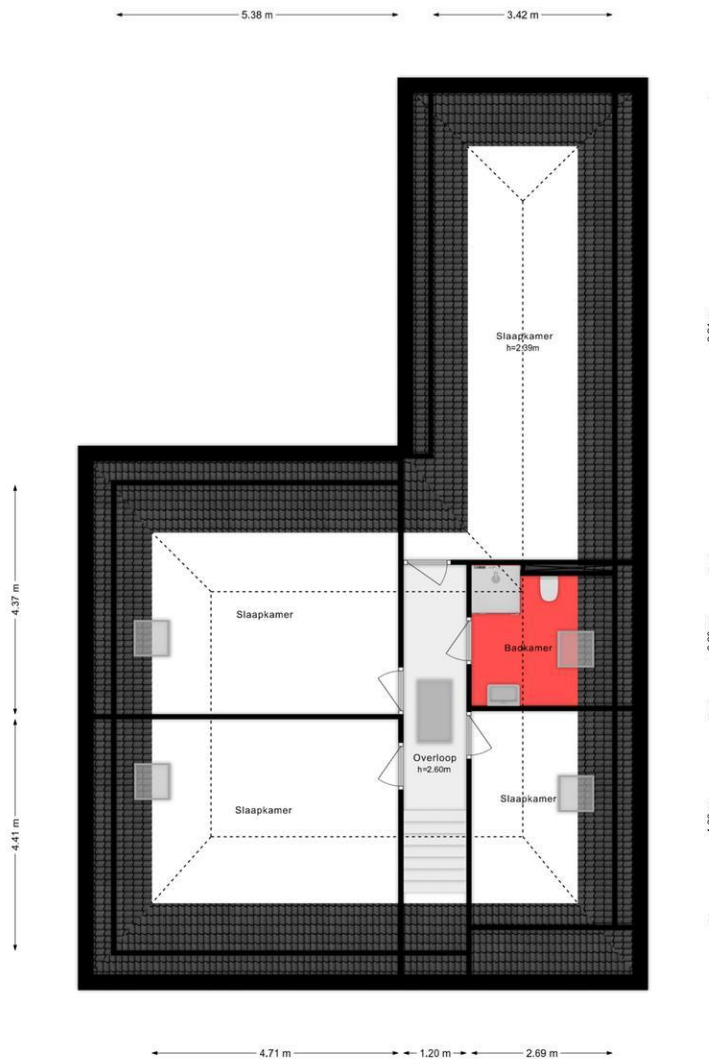 5.38 m
3.42 m
Slaapkamer
h=2.39m
4.37 m
Slaapkamer
Badkamer
Overloop
h=2.60m
Slaapkamer
Slaapkamer
4.41 m
4.71 m
1.20 m
2.69 m